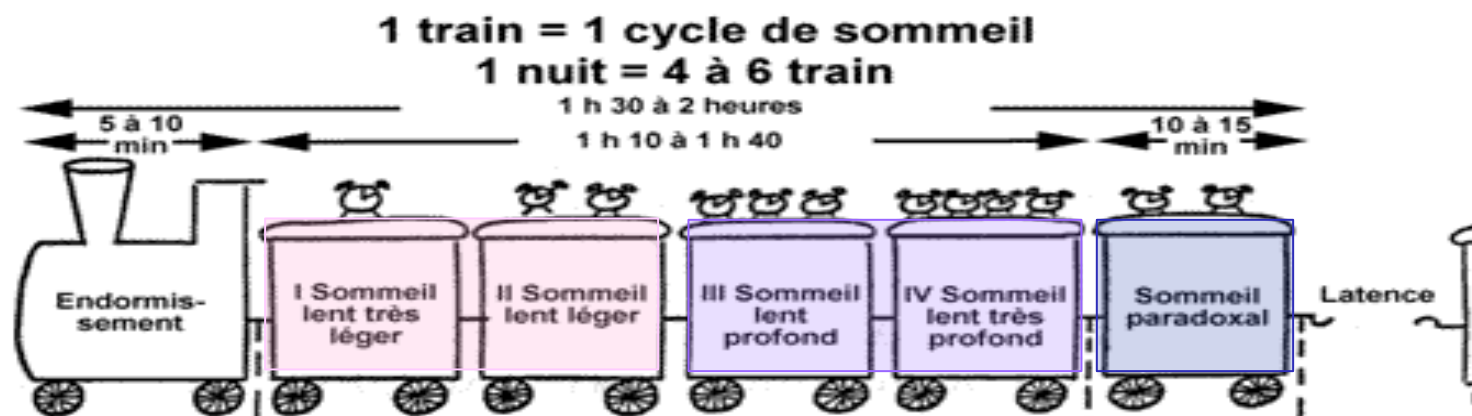 1 train = 1 cycle de sommeil
1 nuit = 4 à 6 train
1 h 30 à 2 heures
5 à 10
min
1 h 10 à 1 h 40
10 à 15
min
Endormis-
sement
I Sommeil
lent très
léger
II Sommeil
lent léger
III Sommeil
lent
profond
IV Sommeil
lent très
profond
Sommeil
paradoxal
Latence